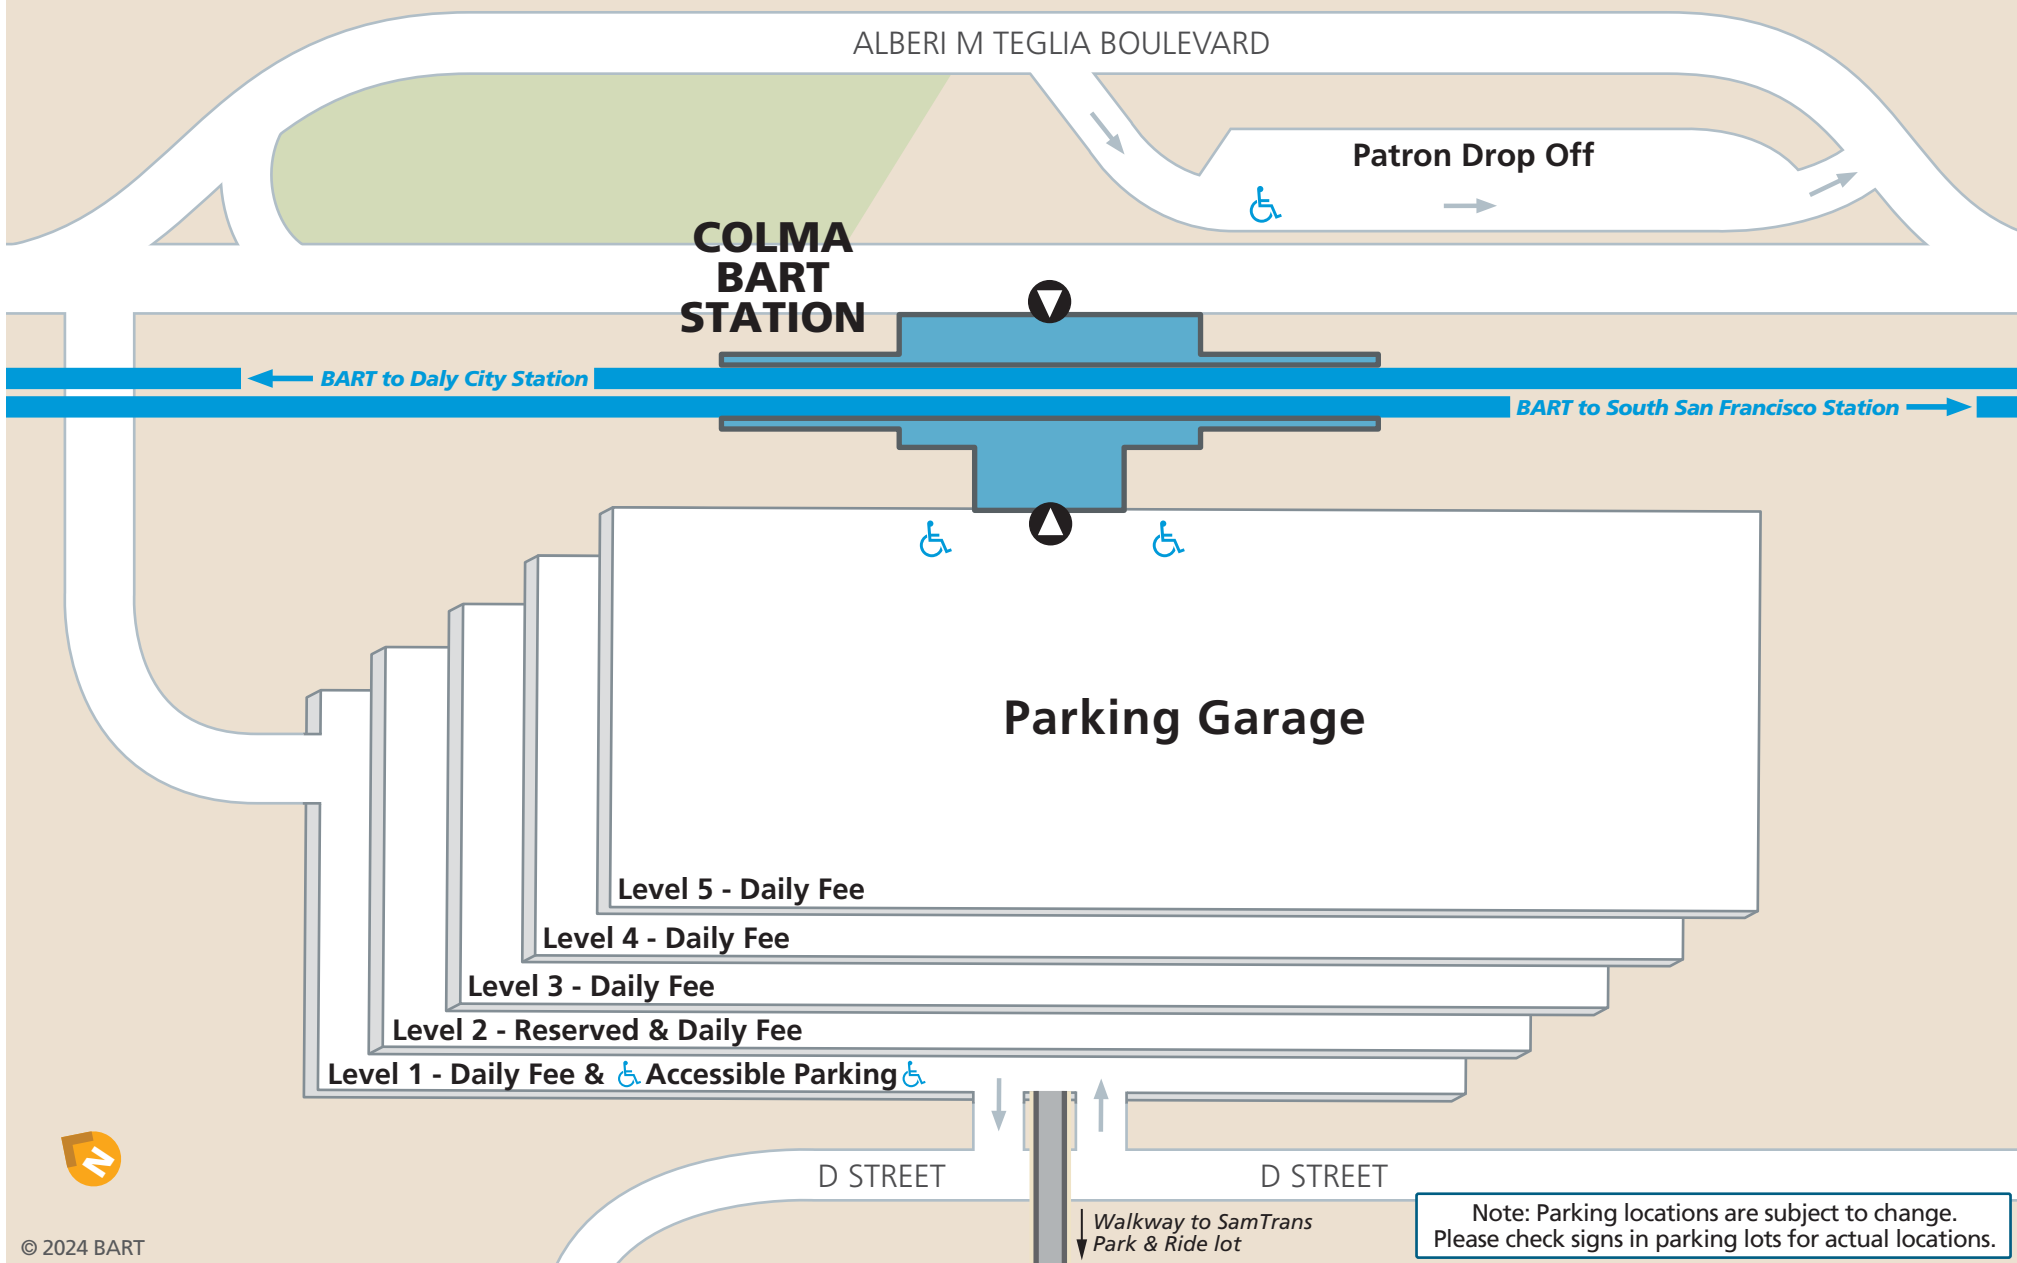 ALBERI M TEGLIA BOULEVARD
Patron Drop Off
COLMA
BART
STATION
BART to Daly City Station
BART to South San Francisco Station
Parking Garage
Level 5 - Daily Fee
Level 4 - Daily Fee
Level 3 - Daily Fee
Level 2 - Reserved & Daily Fee
Level 1 - Daily Fee & Accessible Parking
N
D STREET
D STREET
Walkway to SamTrans
Park & Ride lot
Note: Parking locations are subject to change.
Please check signs in parking lots for actual locations.
© 2024 BART